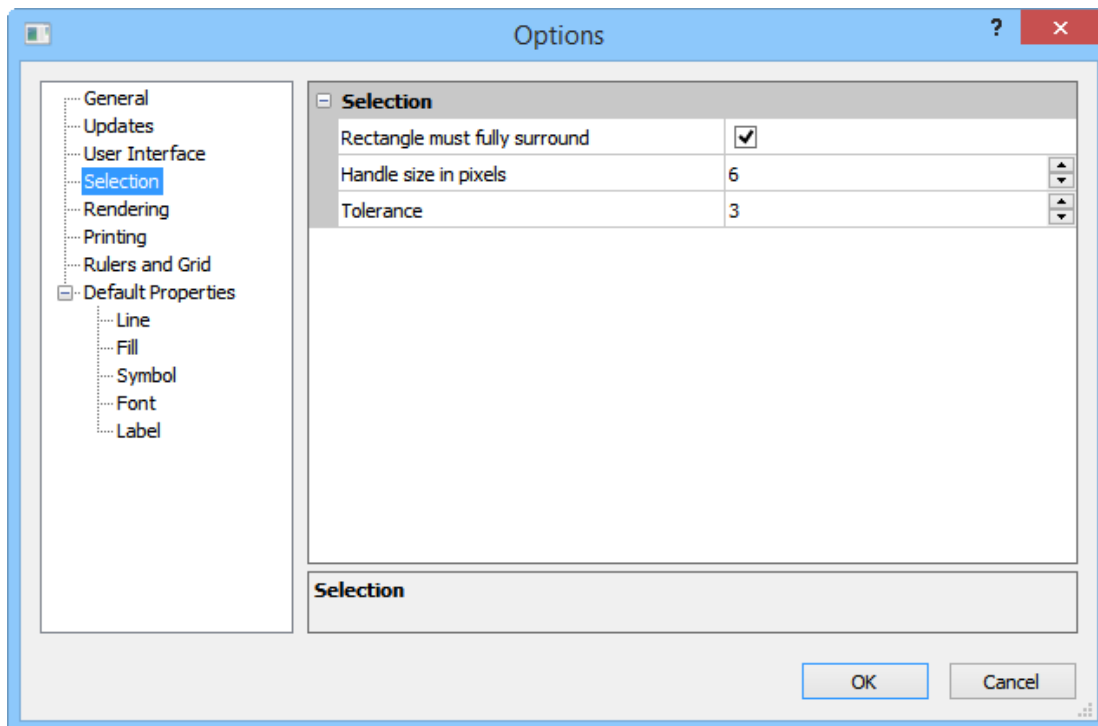 Options
?
General
Updates
User Interface
Selection
Rendering
Printing
Rulers and Grid
Default Properties
Line
Fill
Symbol
Font
Label
Selection
Rectangle must fully surround
Handle size in pixels 6
Tolerance 3
Selection
OK Cancel